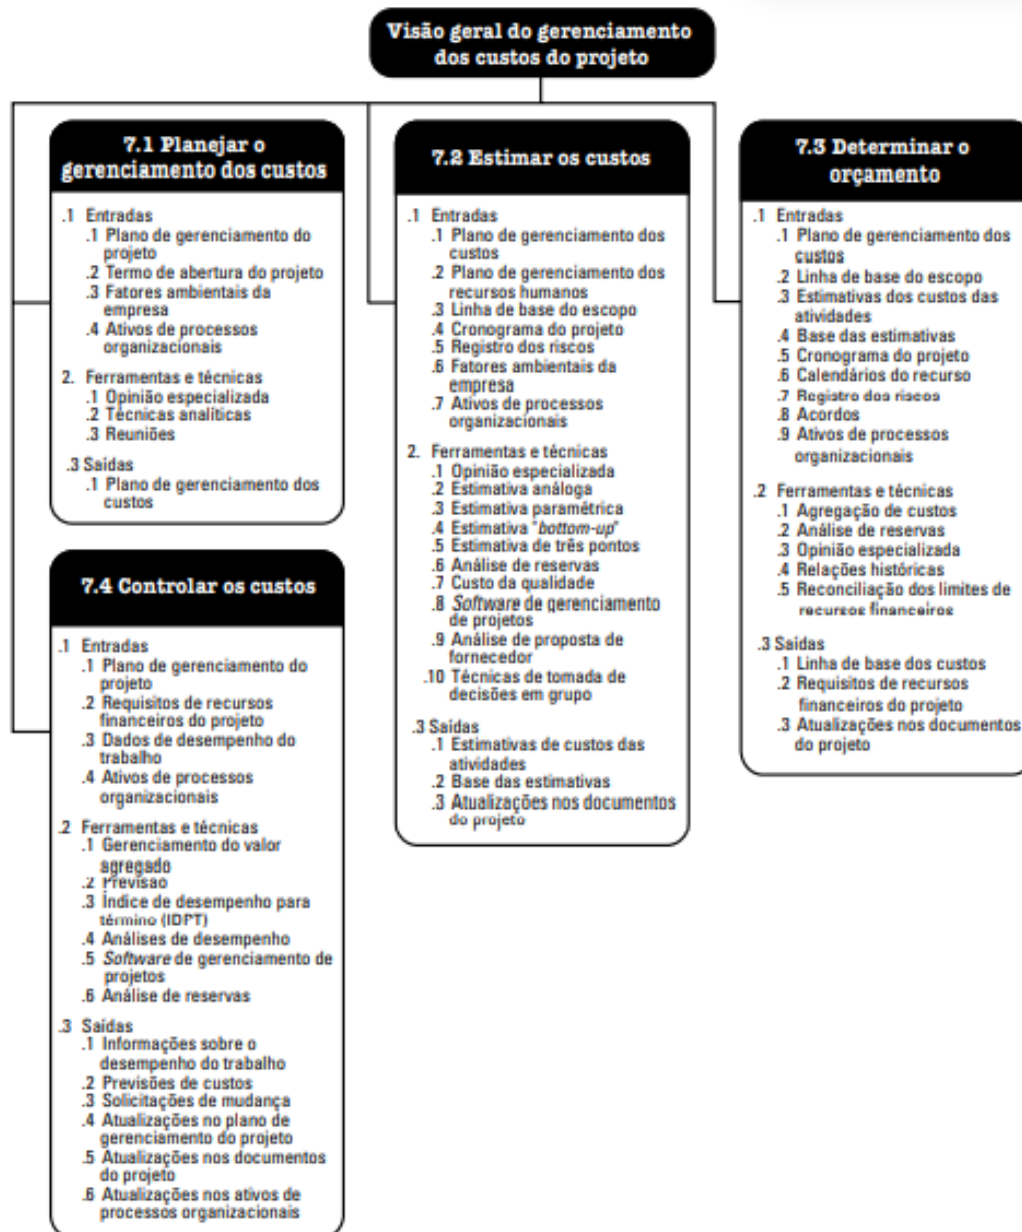 Visão geral do gerenciamento
dos custos do projeto
7.1 Planejar o
gerenciamento dos custos
.1 Entradas
.1 Plano de gerenciamento do
projeto
.2 Termo de abertura do projeto
.3 Fatores ambientais da
empresa
.4 Ativos de processos
organizacionais
2. Ferramentas e técnicas
.1 Opinião especializada
.2 Técnicas analíticas
.3 Reuniões
.3 Saídas
.1 Plano de gerenciamento dos
custos
7.2 Estimar os custos
.1 Entradas
.1 Plano de gerenciamento dos
custos
.2 Plano de gerenciamento dos
recursos humanos
.3 Linha de base do escopo
.4 Cronograma do projeto
.5 Registro dos riscos
.6 Fatores ambientais da
empresa
.7 Ativos de processos
organizacionais
2. Ferramentas e técnicas
.1 Opinião especializada
.2 Estimativa análoga
.3 Estimativa paramétrica
.4 Estimativa "bottom-up"
.5 Estimativa de três pontos
.6 Análise de reservas
.7 Custo da qualidade
.8 Software de gerenciamento
de projetos
.9 Análise de proposta de
fornecedor
.10 Técnicas de tomada de
decisões em grupo
.3 Saídas
.1 Estimativas de custos das
atividades
.2 Base das estimativas
.3 Atualizações nos documentos
do projeto
7.3 Determinar o
orçamento
.1 Entradas
.1 Plano de gerenciamento dos
custos
.2 Linha de base do escopo
.3 Estimativas dos custos das
atividades
.4 Base das estimativas
.5 Cronograma do projeto
.6 Calendários do recurso
.7 Registro dos riscos
.8 Acordos
.9 Ativos de processos
organizacionais
.2 Ferramentas e técnicas
.1 Agregação de custos
.2 Análise de reservas
.3 Opinião especializada
.4 Relações históricas
.5 Reconciliação dos limites de
recursos financeiros
.3 Saídas
.1 Linha de base dos custos
.2 Requisitos de recursos
financeiros do projeto
.3 Atualizações nos documentos
do projeto
7.4 Controlar os custos
.1 Entradas
.1 Plano de gerenciamento do
projeto
.2 Requisitos de recursos
financeiros do projeto
.3 Dados de desempenho do
trabalho
.4 Ativos de processos
organizacionais
.2 Ferramentas e técnicas
.1 Gerenciamento do valor
agregado
.2 Previsão
.3 Índice de desempenho para
término (IDPT)
.4 Análises de desempenho
.5 Software de gerenciamento de
projetos
.6 Análise de reservas
.3 Saídas
.1 Informações sobre o
desempenho do trabalho
.2 Previsões de custos
.3 Solicitações de mudança
.4 Atualizações no plano de
gerenciamento do projeto
.5 Atualizações nos documentos
do projeto
.6 Atualizações nos ativos de
processos organizacionais